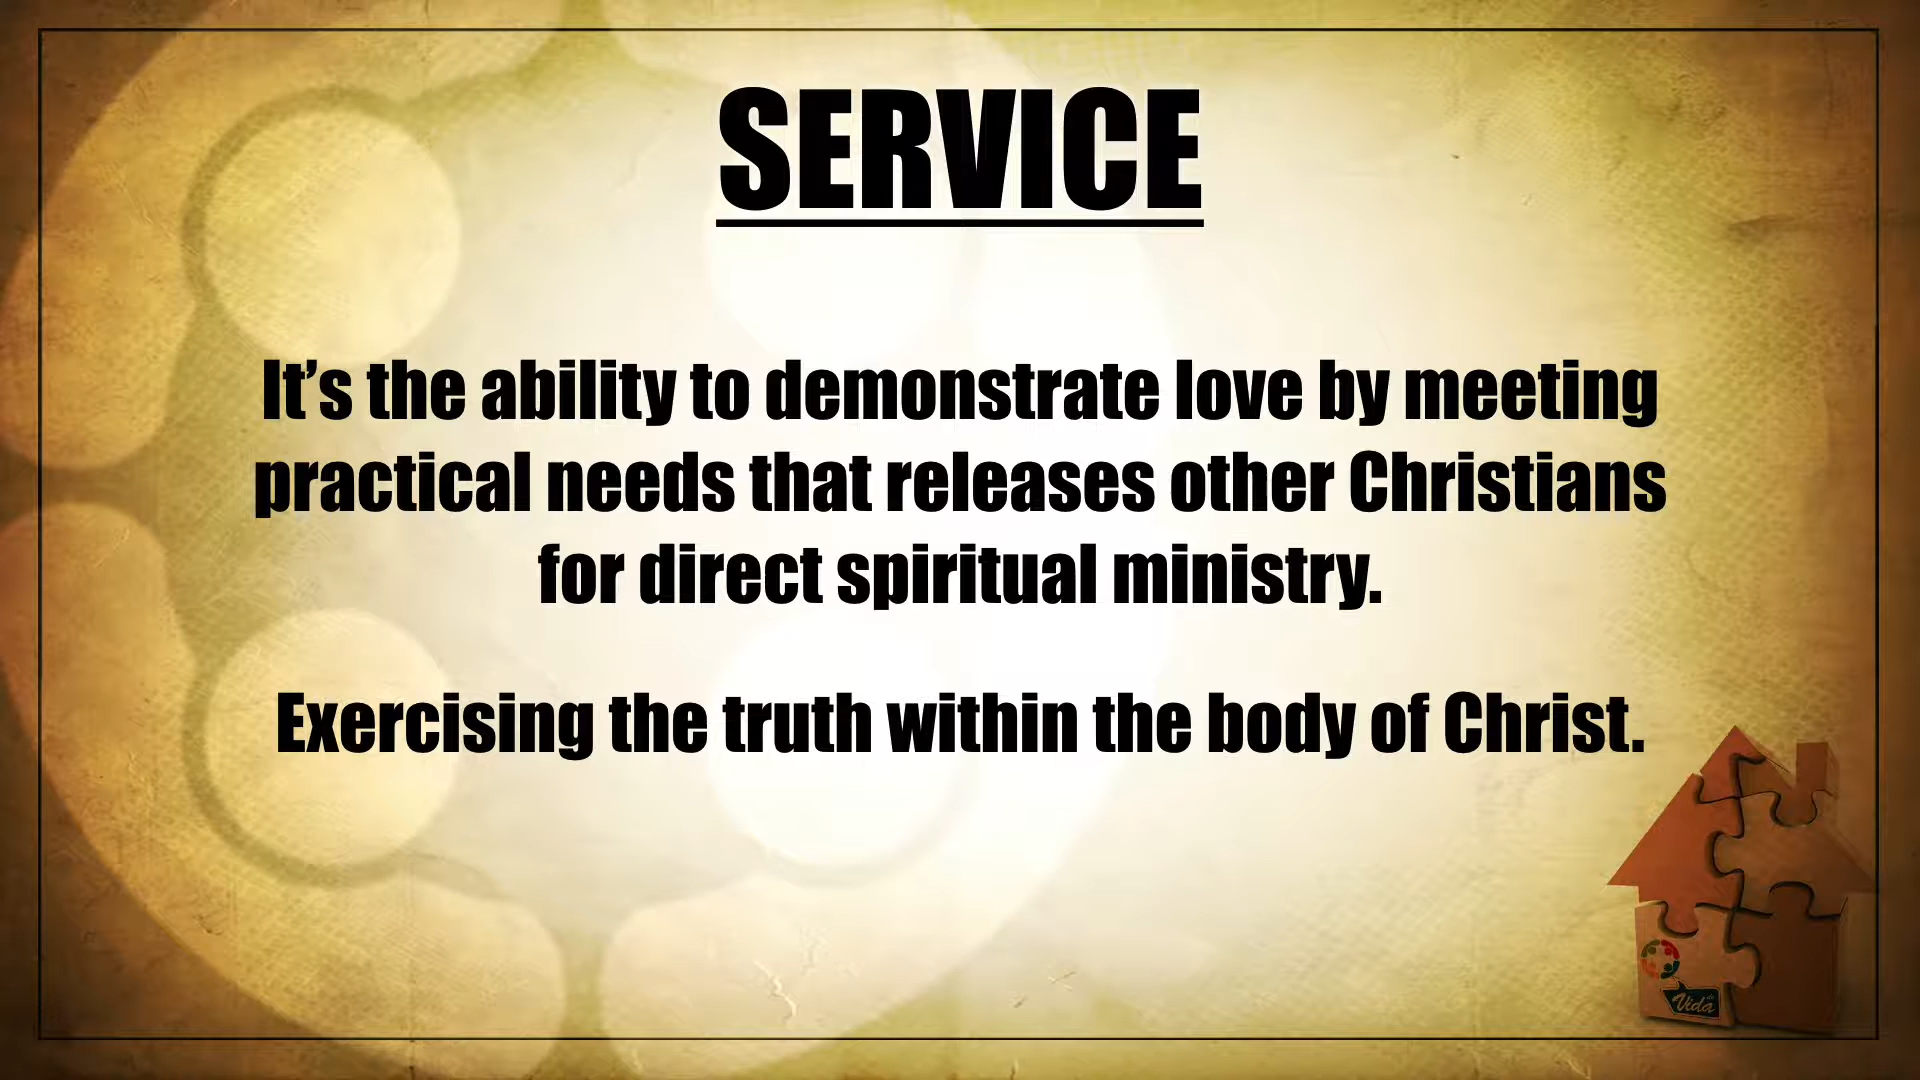 SERVICE
It’s the ability to demonstrate love by meeting
practical needs that releases other Christians
for direct spiritual ministry.
Exercising the truth within the body of Christ.
Vida